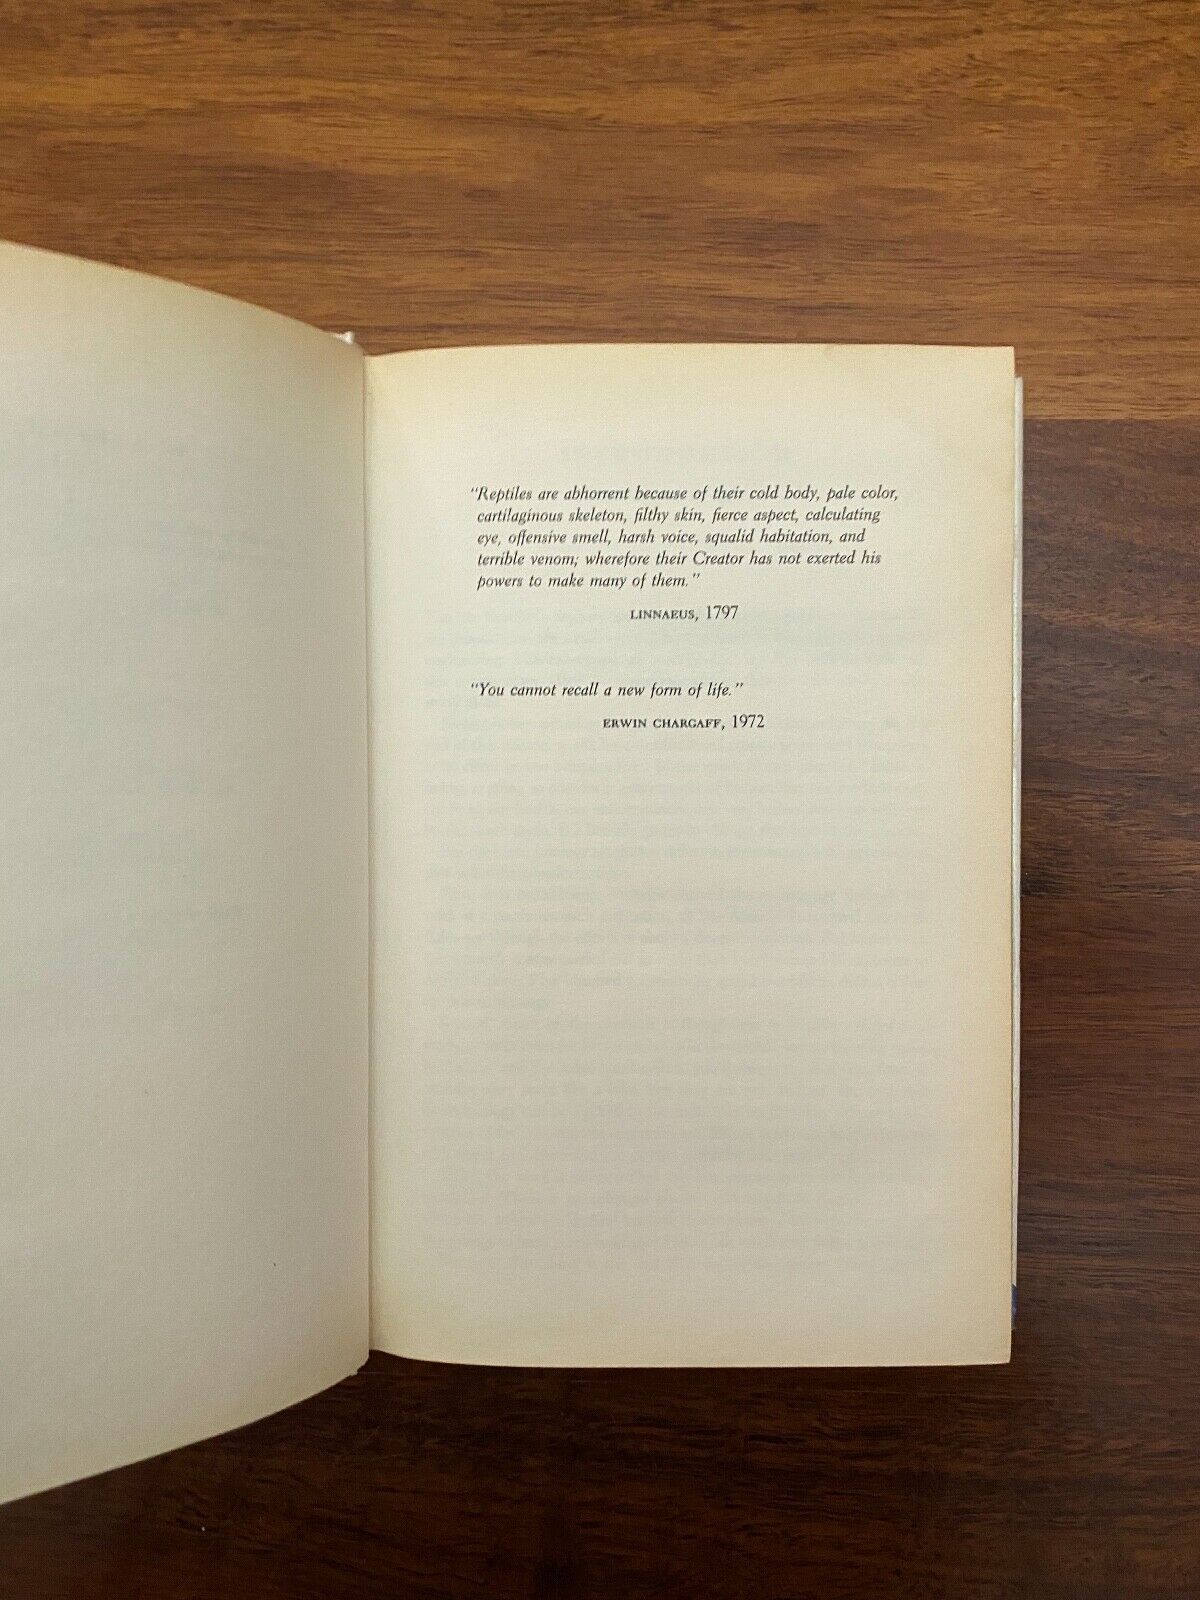 "Reptiles are abhorrent because of their cold body, pale color,
cartilaginous skeleton, filthy skin, fierce aspect, calculating
eye, offensive smell, harsh voice, squalid habitation, and
terrible venom; wherefore their Creator has not exerted his
powers to make many of them."
LINNAEUS, 1797
"You cannot recall a new form of life."
ERWIN CHARGAFF, 1972